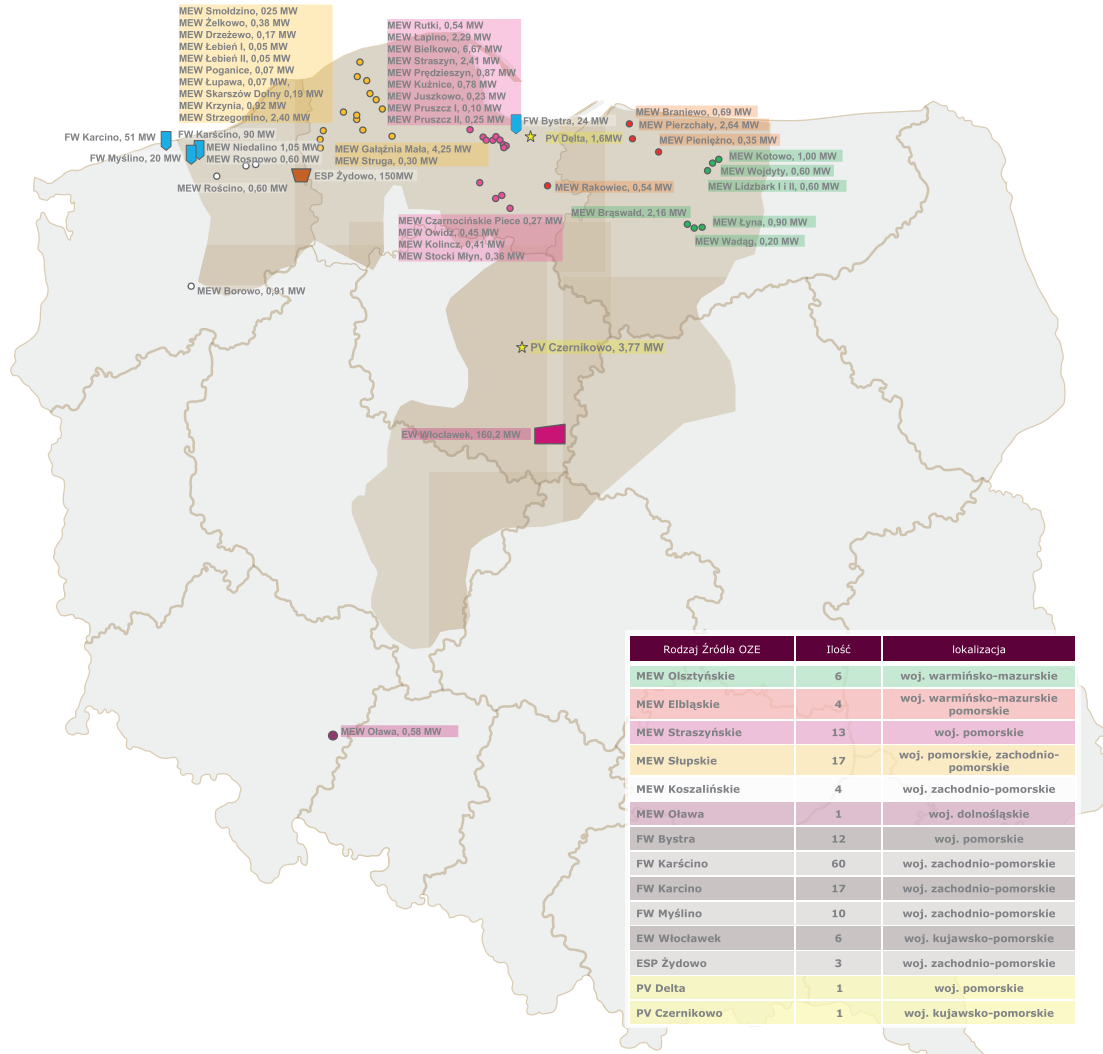 MEW Smołdzino, 025 MW
MEW Żelkowo, 0,38 MW
MEW Drzeżewo, 0,17 MW
MEW Łebień I, 0,05 MW
MEW Łebień II, 0,05 MW
MEW Poganice, 0,07 MW
MEW Łupawa, 0,07 MW,
MEW Skarszów Dolny 0,19 MW
MEW Krzynia, 0,92 MW
MEW Strzegomino, 2,40 MW
MEW Rutki, 0,54 MW
MEW Łapino, 2,29 MW
MEW Bielkowo, 6,67 MW
MEW Straszyn, 2,41 MW
MEW Prędzieszyn, 0,87 MW
MEW Kuźnice, 0,78 MW
MEW Juszkowo, 0,23 MW
MEW Pruszcz I, 0,10 MW
MEW Pruszcz II, 0,25 MW
FW Karcino, 51 MW
FW Karścino, 90 MW
MEW Niedalino 1,05 MW
FW Myślino, 20 MW
MEW Rosnowo 0,60 MW
MEW Rościno, 0,60 MW
ESP Żydowo, 150MW
MEW Gałąźnia Mała, 4,25 MW
MEW Struga, 0,30 MW
FW Bystra, 24 MW
PV Delta, 1,6MW
MEW Braniewo, 0,69 MW
MEW Pierzchały, 2,64 MW
MEW Pieniężno, 0,35 MW
MEW Kotowo, 1,00 MW
MEW Wojdyty, 0,60 MW
MEW Lidzbark I i II, 0,60 MW
MEW Rakowiec, 0,54 MW
MEW Brąswałd, 2,16 MW
MEW Łyna, 0,90 MW
MEW Wadąg, 0,20 MW
MEW Czarnocińskie Piece 0,27 MW
MEW Owidz, 0,45 MW
MEW Kolincz, 0,41 MW
MEW Stocki Młyn, 0,36 MW
MEW Borowo, 0,91 MW
PV Czernikowo, 3,77 MW
EW Włocławek, 160,2 MW
MEW Oława, 0,58 MW
Rodzaj Źródła OZE Ilość lokalizacja
MEW Olsztyńskie 6 woj. warmińsko-mazurskie
MEW Elbląskie 4 woj. warmińsko-mazurskie
pomorskie
MEW Straszyńskie 13 woj. pomorskie
MEW Słupskie 17 woj. pomorskie, zachodnio-
pomorskie
MEW Koszalińskie 4 woj. zachodnio-pomorskie
MEW Oława 1 woj. dolnośląskie
FW Bystra 12 woj. pomorskie
FW Karścino 60 woj. zachodnio-pomorskie
FW Karcino 17 woj. zachodnio-pomorskie
FW Myślino 10 woj. zachodnio-pomorskie
EW Włocławek 6 woj. kujawsko-pomorskie
ESP Żydowo 3 woj. zachodnio-pomorskie
PV Delta 1 woj. pomorskie
PV Czernikowo 1 woj. kujawsko-pomorskie